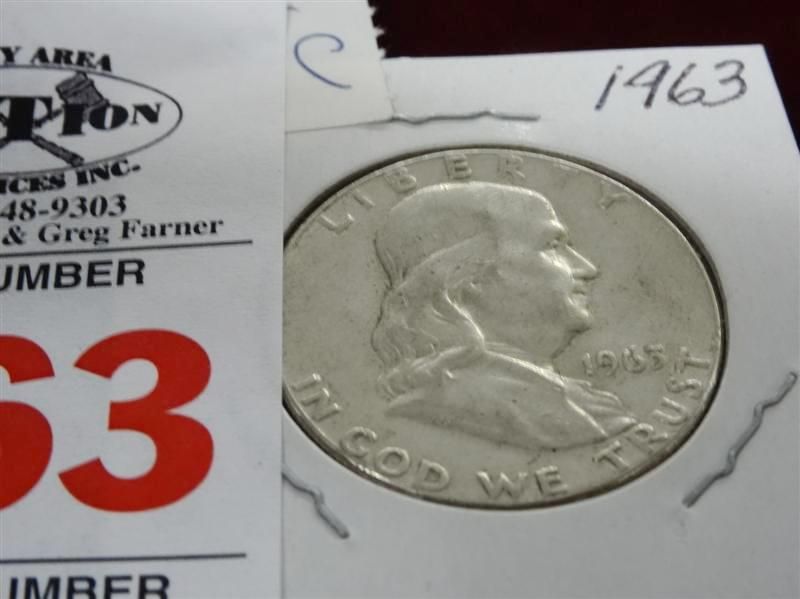 Y AREA
TION
ICES INC-
48-9303
& Greg Farner
UMBER
63
UMBER
C
1963
LIBERTY
1963
IN GOD WE TRUST